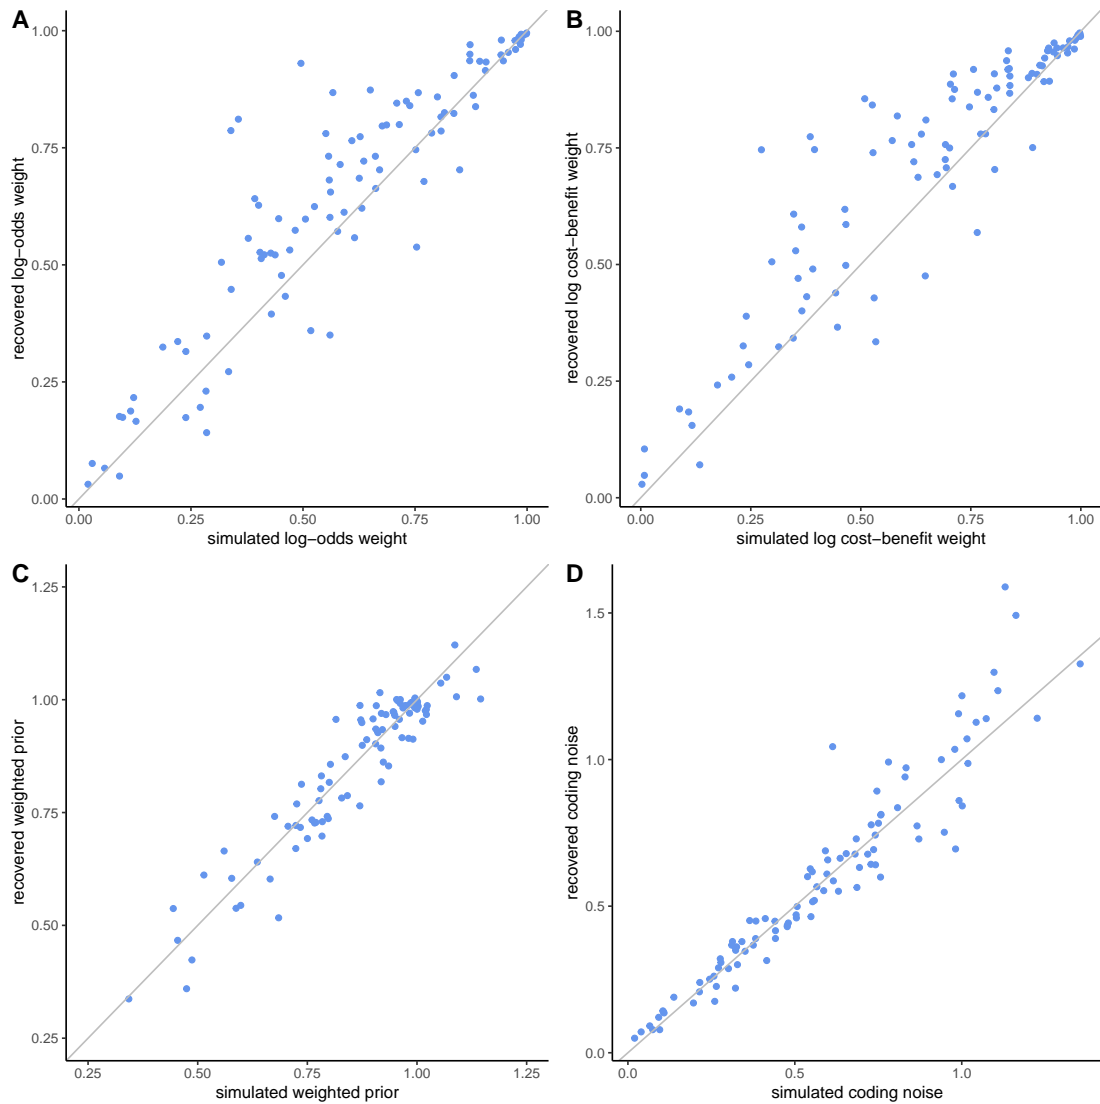 A
recovered log−odds weight
1.00
0.75
0.50
0.25
0.00
0.00 0.25 0.50 0.75 1.00
simulated log−odds weight
B
recovered log cost−benefit weight
1.00
0.75
0.50
0.25
0.00
0.00 0.25 0.50 0.75 1.00
simulated log cost−benefit weight
C
recovered weighted prior
1.25
1.00
0.75
0.50
0.25
0.25 0.50 0.75 1.00 1.25
simulated weighted prior
D
recovered coding noise
1.5
1.0
0.5
0.0
0.0 0.5 1.0
simulated coding noise